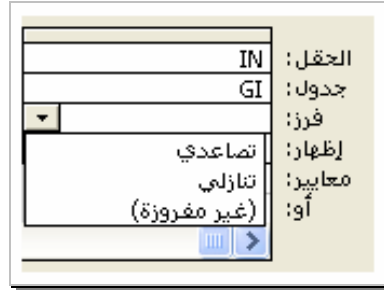 الحقل: IN
جدول: GI
فرز:
إظهار: تصاعدي
معايير: تنازلي
أو: (غير مفروزة)